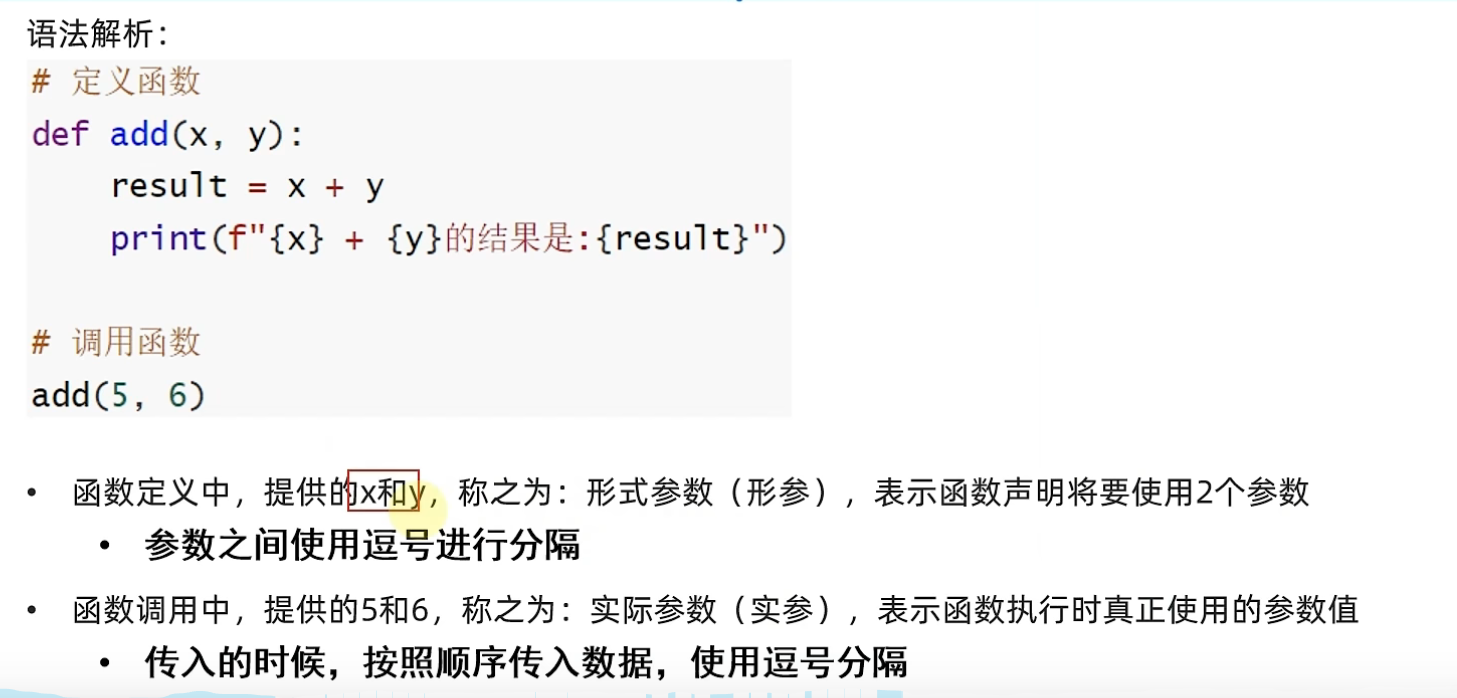 语法解析：
# 定义函数
def add(x, y):
    result = x + y
    print(f"{x} + {y}的结果是:{result}")
# 调用函数
add(5, 6)
• 函数定义中，提供的x和y，称之为：形式参数（形参），表示函数声明将要使用2个参数
• 参数之间使用逗号进行分隔
• 函数调用中，提供的5和6，称之为：实际参数（实参），表示函数执行时真正使用的参数值
• 传入的时候，按照顺序传入数据，使用逗号分隔